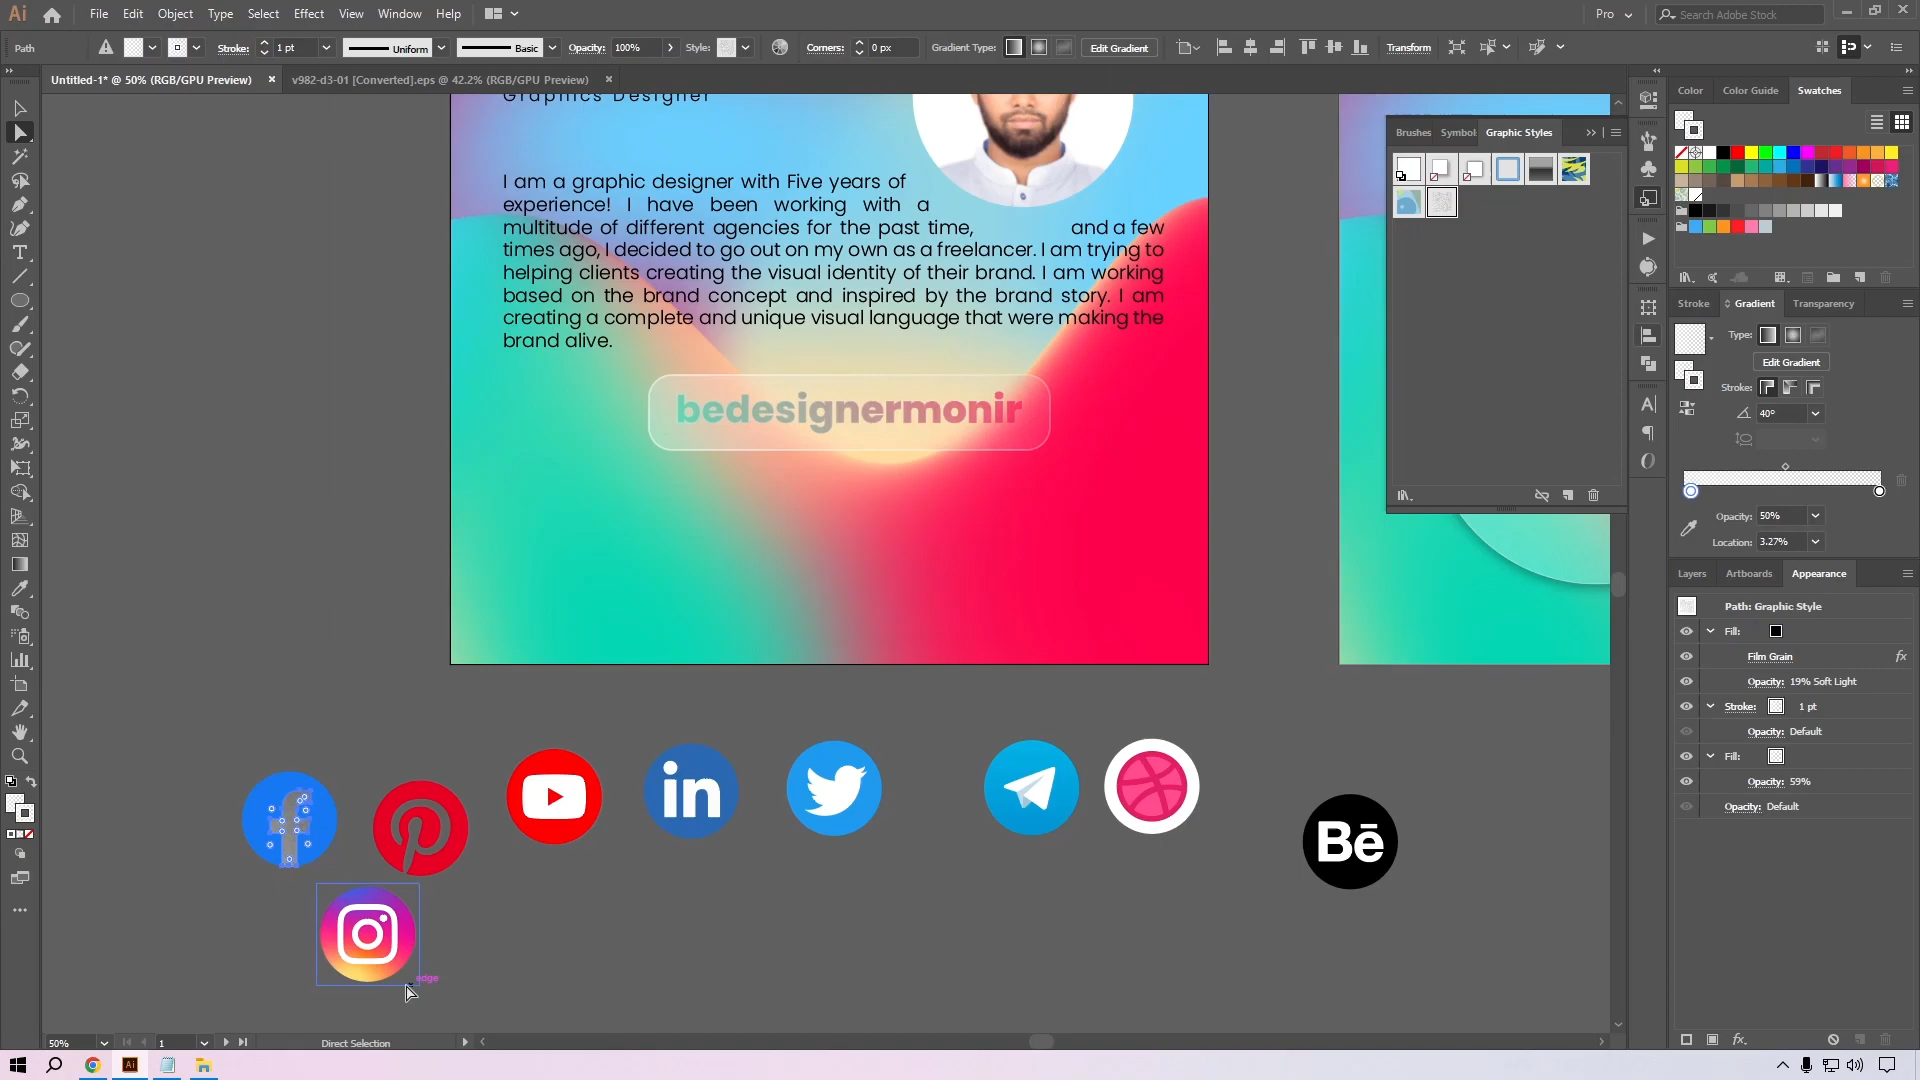 Ai File Edit Object Type Select Effect View Window Help Pro Search Adobe Stock
Path Stroke: 1 pt Uniform Basic Opacity: 100% Style: Corners: 0 px Gradient Type: Edit Gradient Transform
Untitled-1* @ 50% (RGB/GPU Preview) × v982-d3-01 [Converted].eps @ 42.2% (RGB/GPU Preview) ×
Graphics Designer
I am a graphic designer with Five years of
experience! I have been working with a
multitude of different agencies for the past time, and a few
times ago, I decided to go out on my own as a freelancer. I am trying to
helping clients creating the visual identity of their brand. I am working
based on the brand concept and inspired by the brand story. I am
creating a complete and unique visual language that were making the
brand alive.
bedesignermonir
f
in
Bē
edge
Brushes Symbol Graphic Styles
Color Color Guide Swatches
Stroke Gradient Transparency
Type:
Edit Gradient
Stroke:
40°
Opacity: 50%
Location: 3.27%
Layers Artboards Appearance
Path: Graphic Style
Fill:
Film Grain fx
Opacity: 19% Soft Light
Stroke: 1 pt
Opacity: Default
Fill:
Opacity: 59%
Opacity: Default
fx
50% 1 Direct Selection
Ai